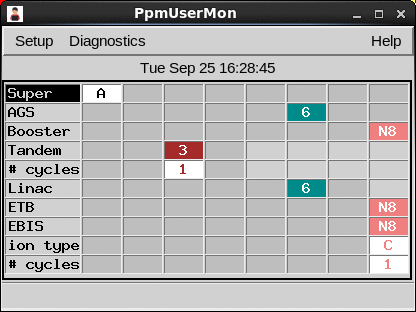 PpmUserMon
Setup Diagnostics Help
Tue Sep 25 16:28:45
Super A
AGS 6
Booster N8
Tandem 3
# cycles 1
Linac 6
ETB N8
EBIS N8
ion type C
# cycles 1